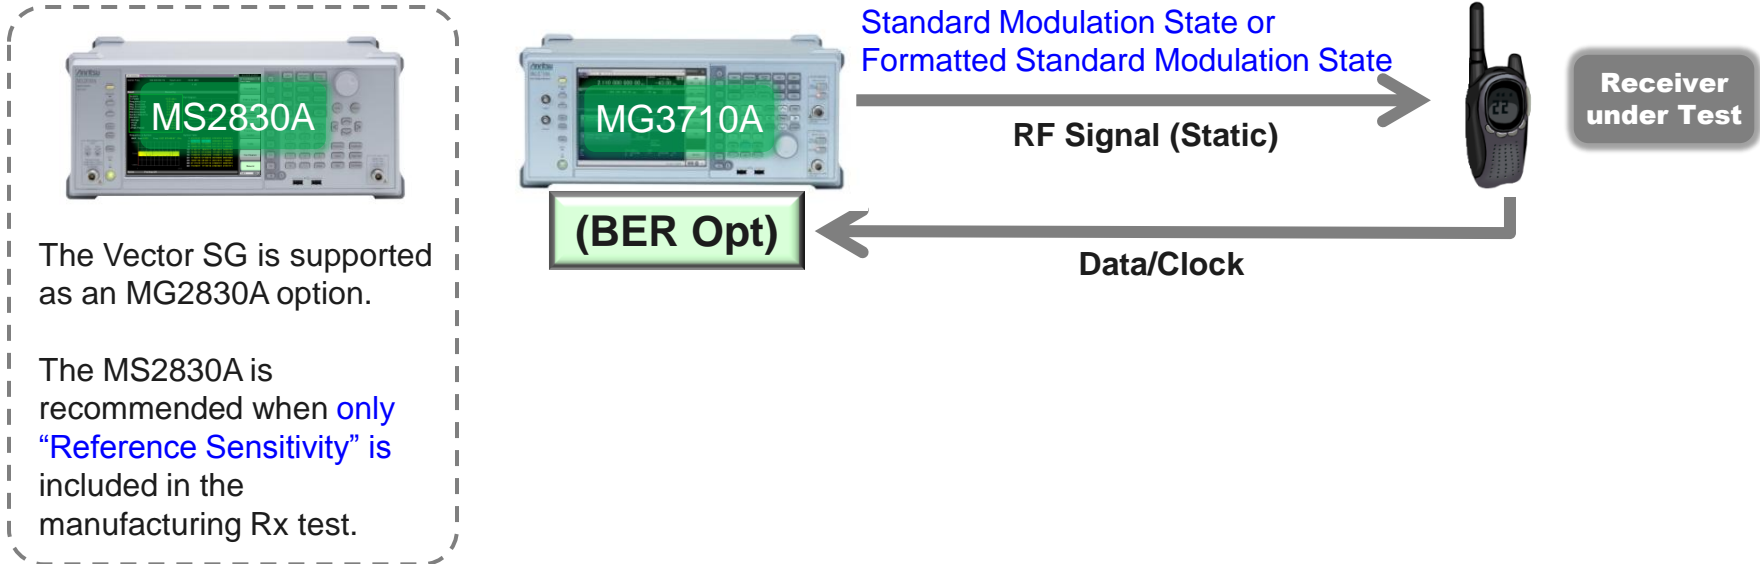 MS2830A
The Vector SG is supported
as an MG2830A option.
The MS2830A is
recommended when only
“Reference Sensitivity” is
included in the
manufacturing Rx test.
Anritsu
MG3710A
(BER Opt)
Standard Modulation State or
Formatted Standard Modulation State
RF Signal (Static)
Data/Clock
22
Receiver
under Test